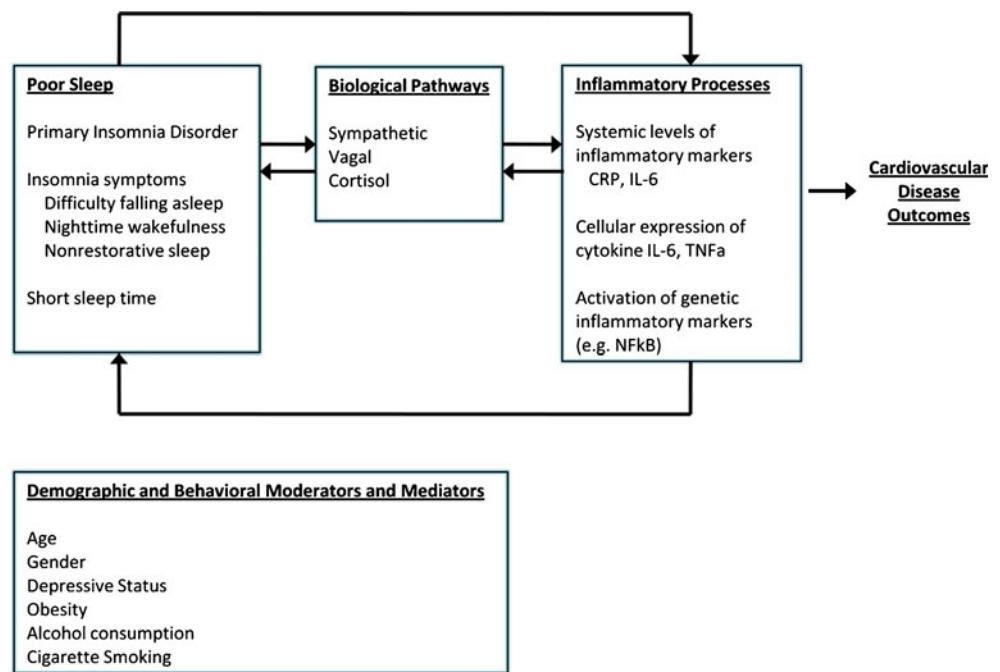 Poor Sleep
Primary Insomnia Disorder
Insomnia symptoms
Difficulty falling asleep
Nighttime wakefulness
Nonrestorative sleep
Short sleep time
Biological Pathways
Sympathetic
Vagal
Cortisol
Inflammatory Processes
Systemic levels of
inflammatory markers
CRP, IL-6
Cellular expression of
cytokine IL-6, TNFa
Activation of genetic
inflammatory markers
(e.g. NFkB)
Cardiovascular
Disease
Outcomes
Demographic and Behavioral Moderators and Mediators
Age
Gender
Depressive Status
Obesity
Alcohol consumption
Cigarette Smoking